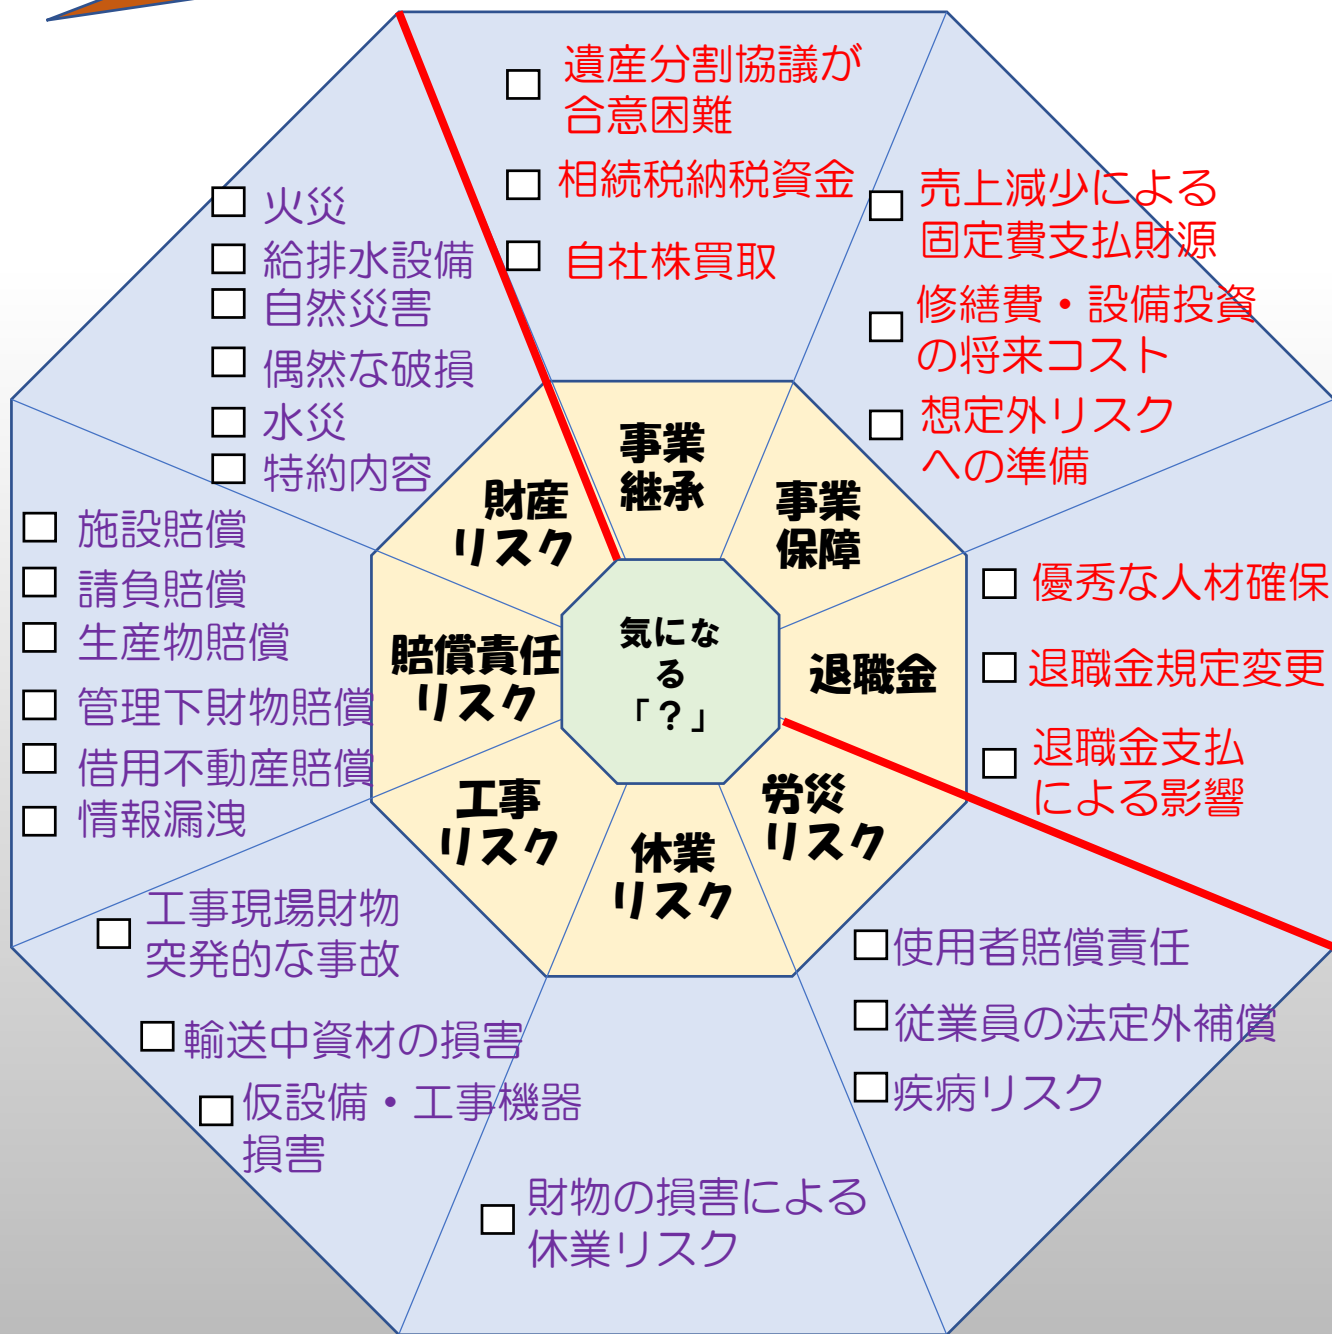 遺産分割協議が
合意困難
相続税納税資金
自社株買取
売上減少による
固定費支払財源
修繕費・設備投資
の将来コスト
想定外リスク
への準備
優秀な人材確保
退職金規定変更
退職金支払
による影響
使用者賠償責任
従業員の法定外補償
疾病リスク
財物の損害による
休業リスク
工事現場財物
突発的な事故
輸送中資材の損害
仮設備・工事機器
損害
施設賠償
請負賠償
生産物賠償
管理下財物賠償
借用不動産賠償
情報漏洩
火災
給排水設備
自然災害
偶然な破損
水災
特約内容
事業
継承
事業
保障
退職金
労災
リスク
休業
リスク
工事
リスク
賠償責任
リスク
財産
リスク
気にな
る
「？」